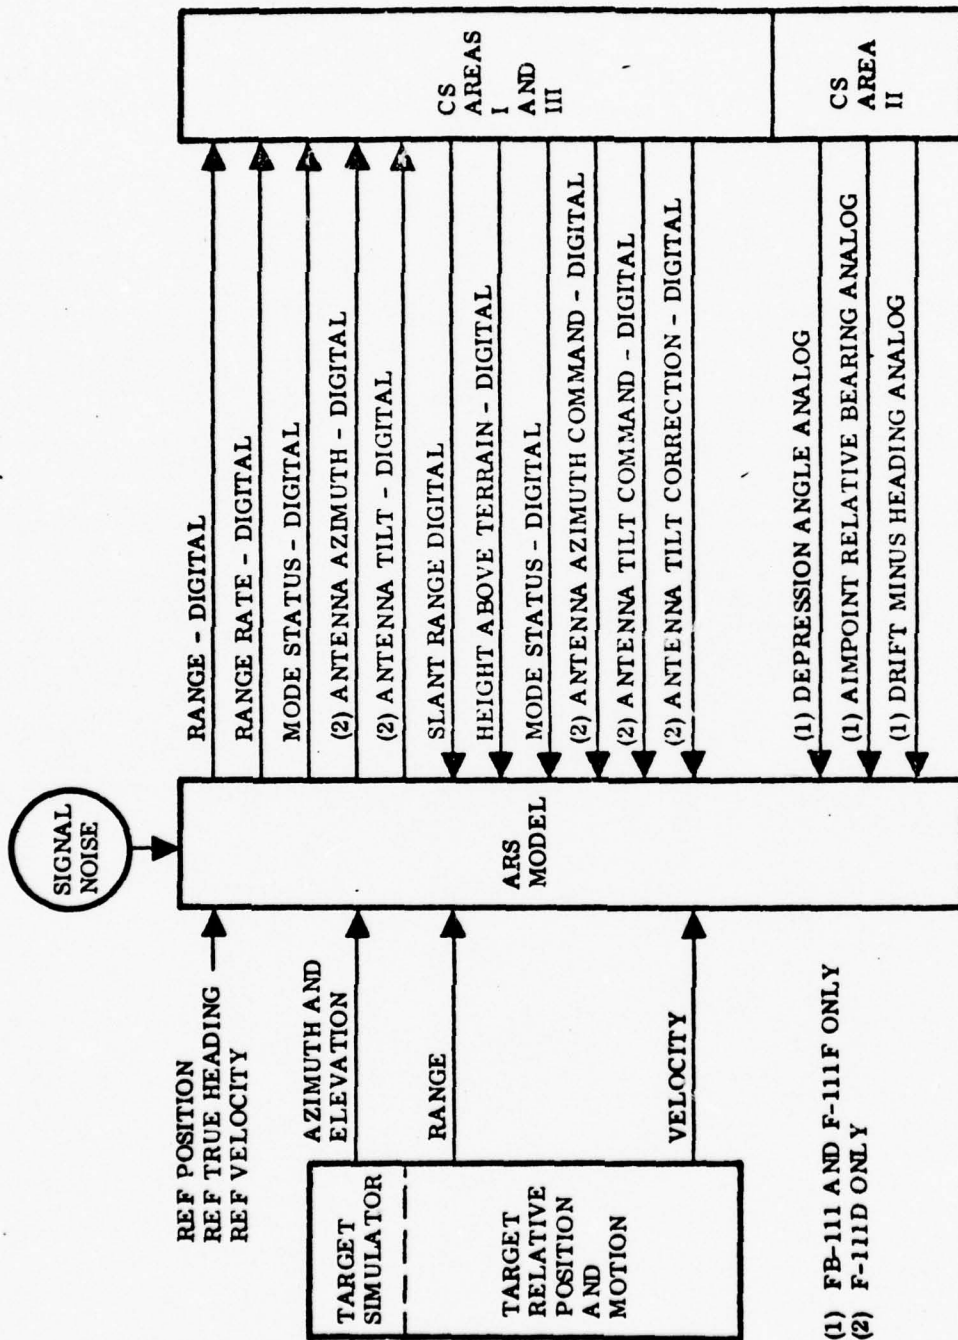 SIGNAL
NOISE
REF POSITION
REF TRUE HEADING
REF VELOCITY
AZIMUTH AND
ELEVATION
RANGE
VELOCITY
TARGET
SIMULATOR
TARGET
RELATIVE
POSITION
AND
MOTION
ARS
MODEL
RANGE - DIGITAL
RANGE RATE - DIGITAL
MODE STATUS - DIGITAL
(2) ANTENNA AZIMUTH - DIGITAL
(2) ANTENNA TILT - DIGITAL
SLANT RANGE DIGITAL
HEIGHT ABOVE TERRAIN - DIGITAL
MODE STATUS - DIGITAL
(2) ANTENNA AZIMUTH COMMAND - DIGITAL
(2) ANTENNA TILT COMMAND - DIGITAL
(2) ANTENNA TILT CORRECTION - DIGITAL
(1) DEPRESSION ANGLE ANALOG
(1) AIMPOINT RELATIVE BEARING ANALOG
(1) DRIFT MINUS HEADING ANALOG
CS
AREAS
I
AND
III
CS
AREA
II
(1) FB-111 AND F-111F ONLY
(2) F-111D ONLY